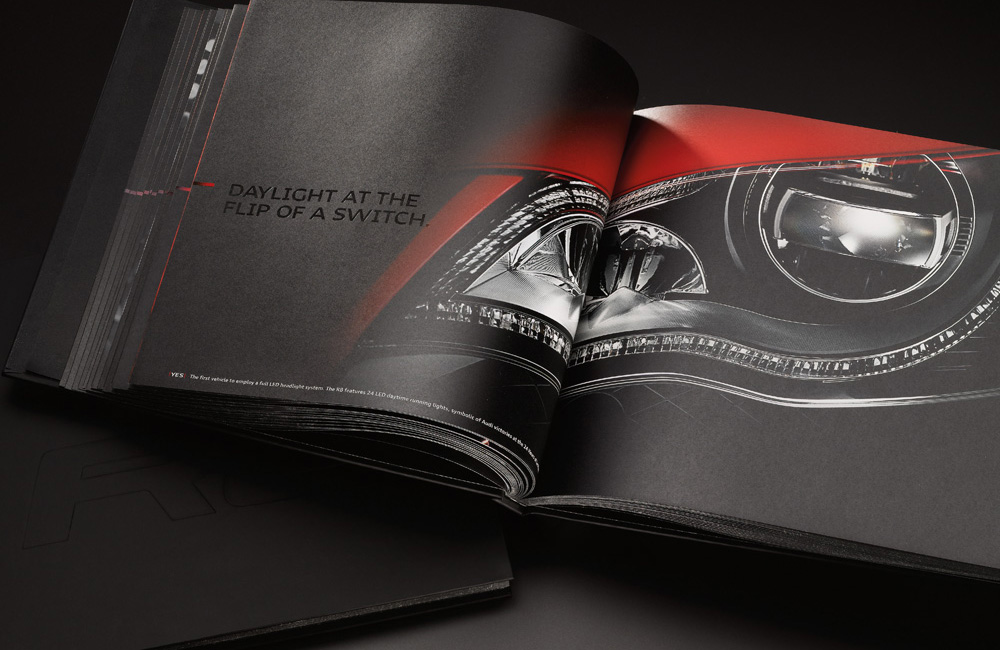 DAYLIGHT AT THE
FLIP OF A SWITCH.
YES! The first vehicle to employ a full LED headlight system. The R8 features 24 LED daytime running lights, symbolic of Audi victories at the 24 Hours